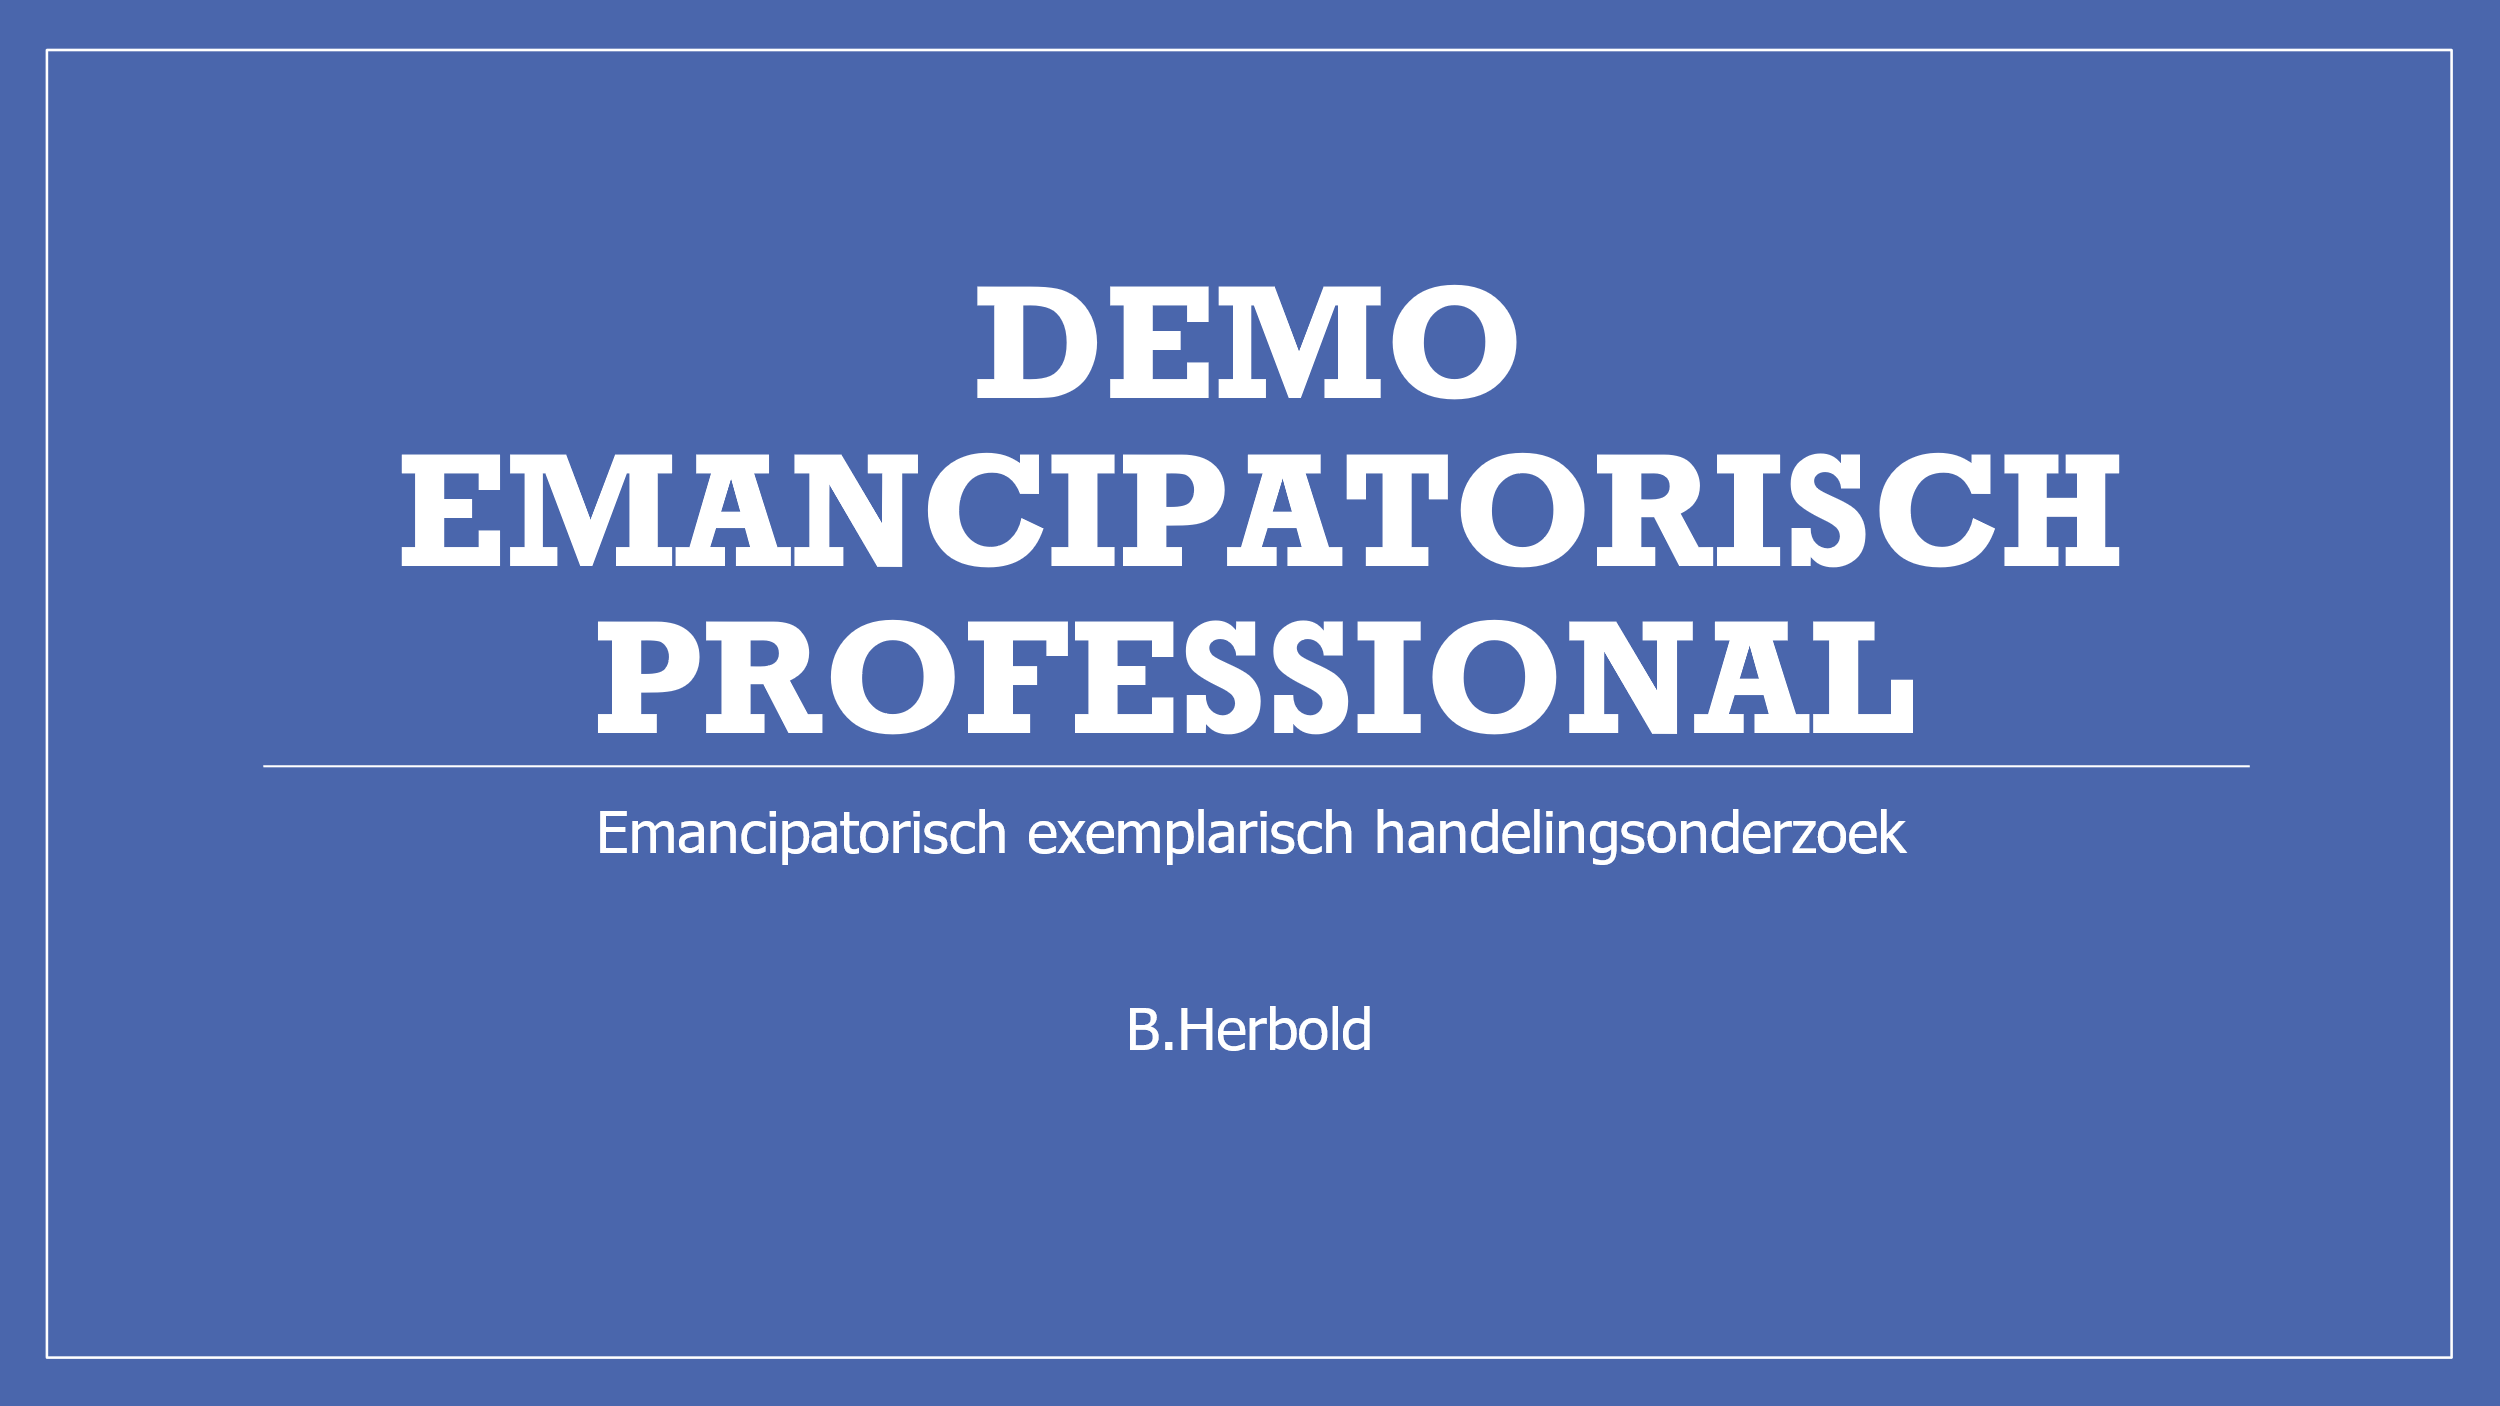 DEMO
EMANCIPATORISCH
PROFESSIONAL
Emancipatorisch exemplarisch handelingsonderzoek
B.Herbold